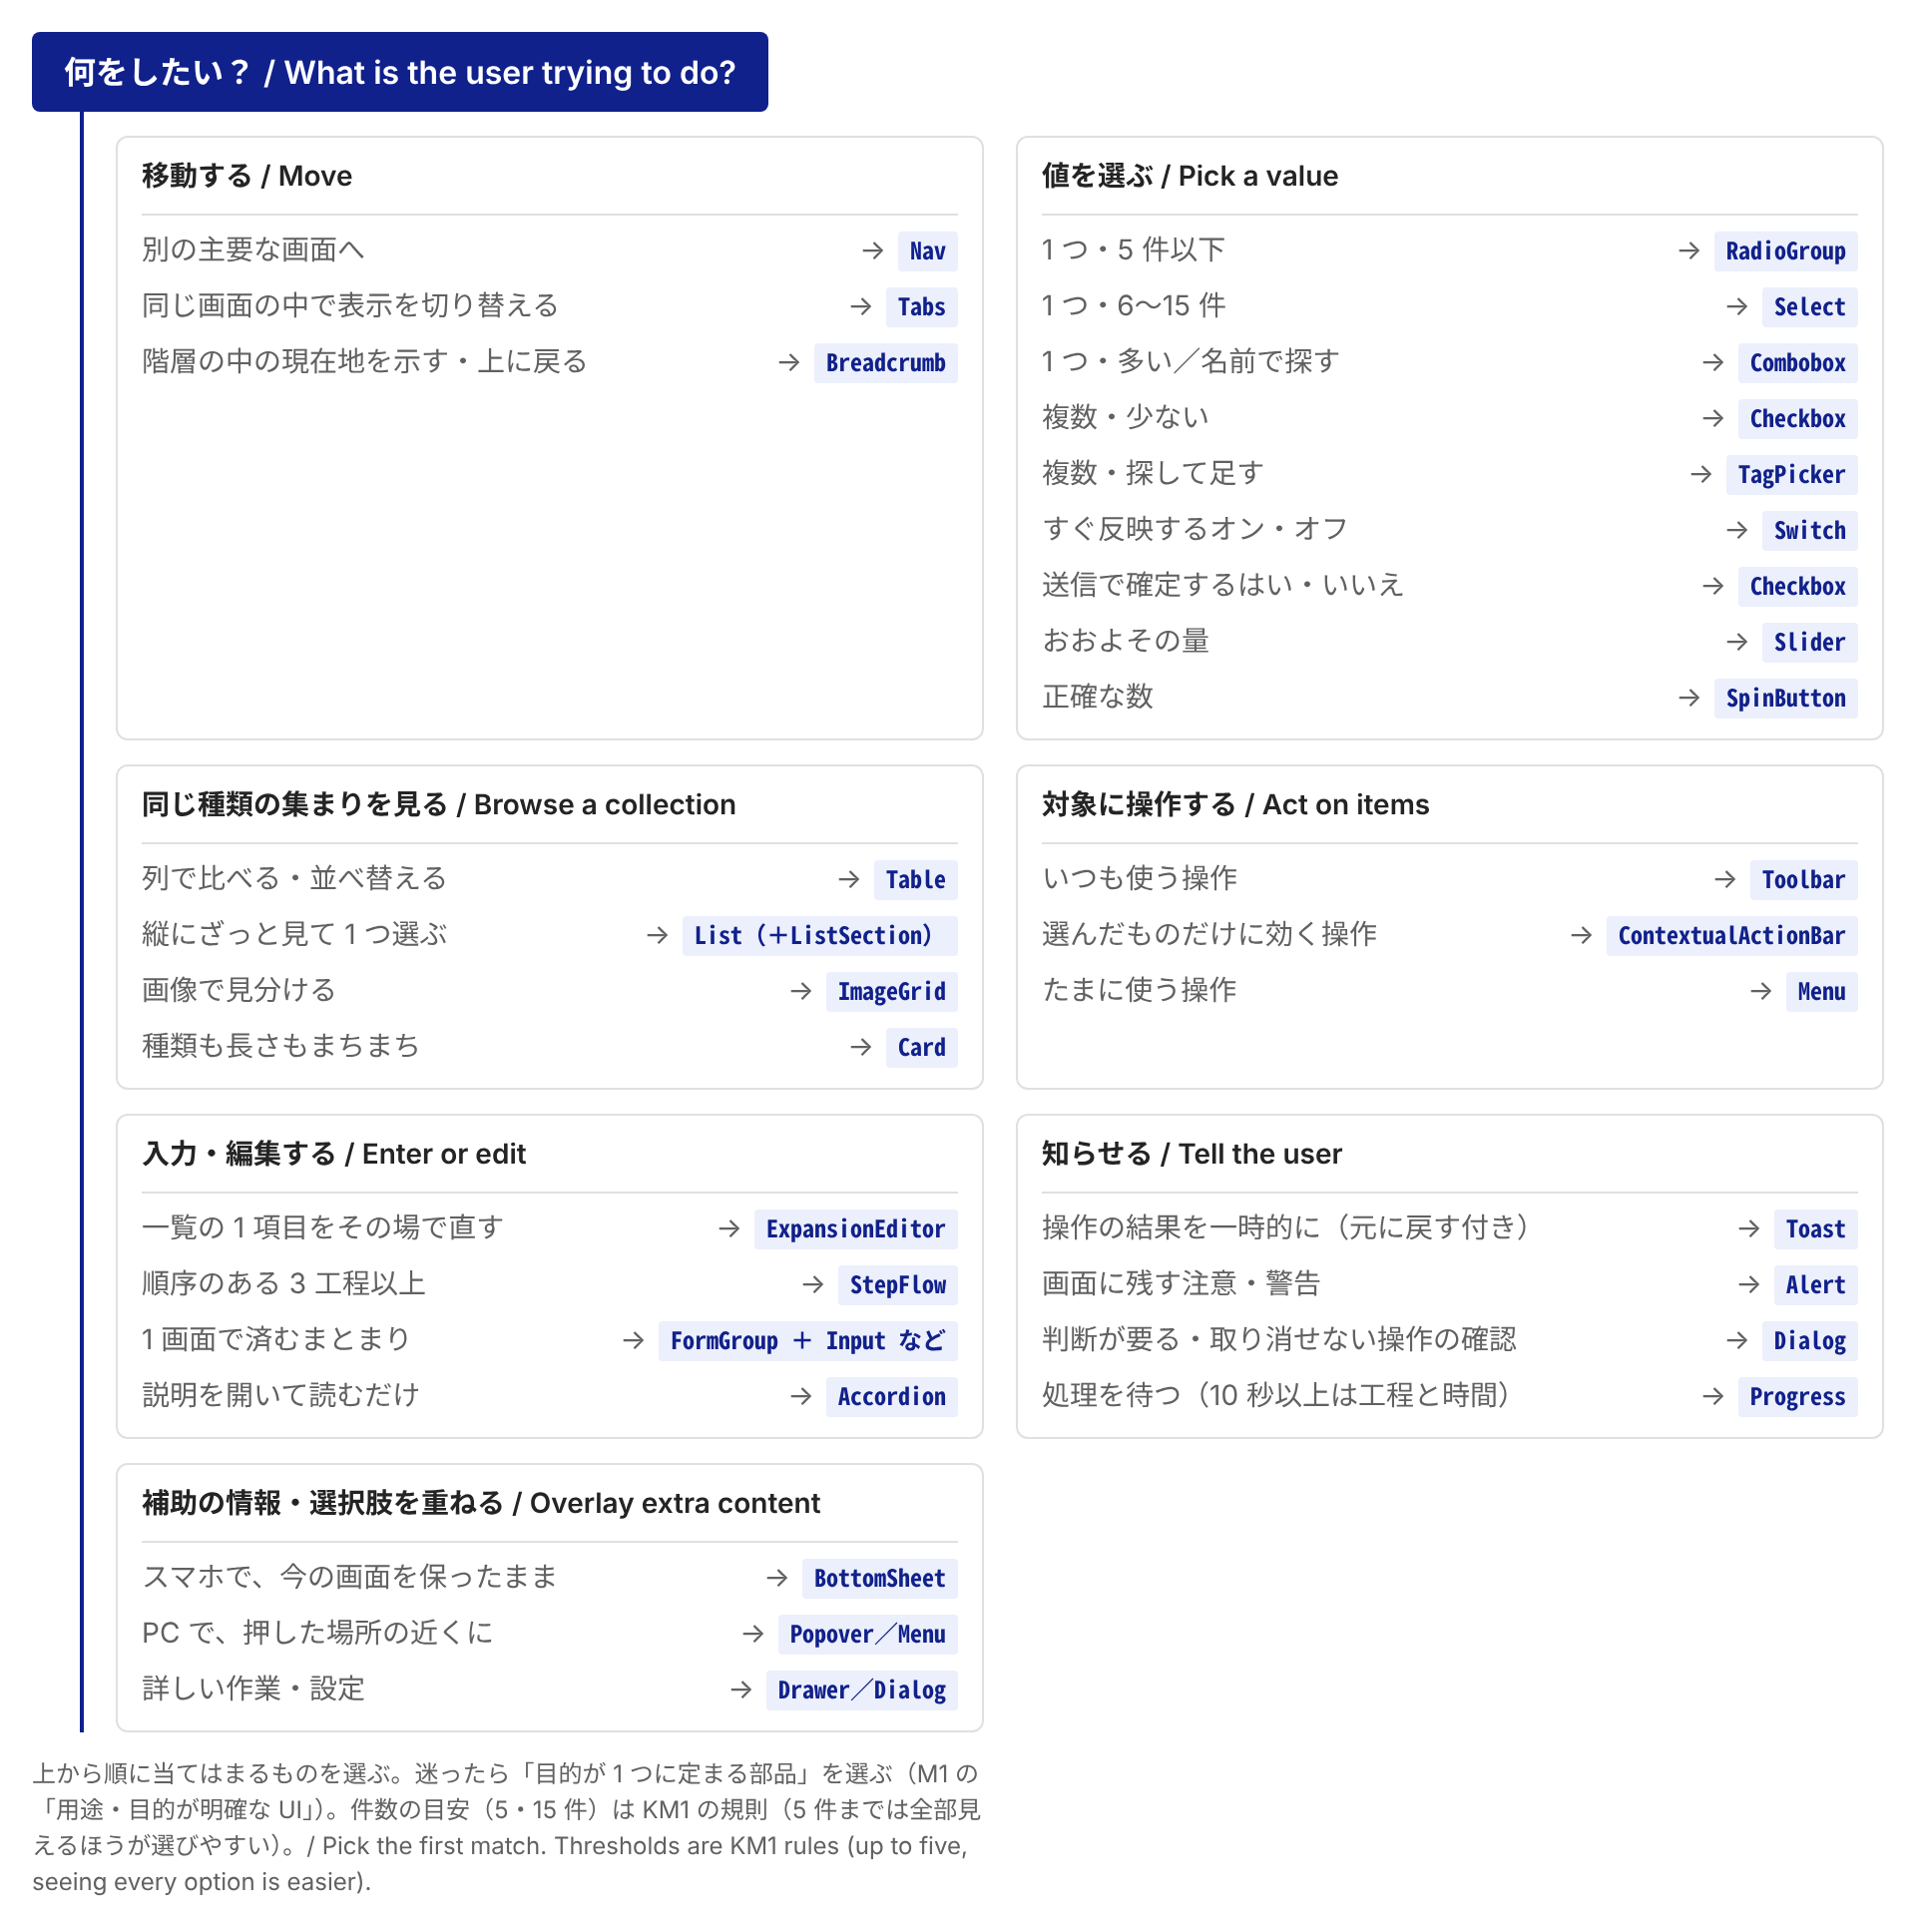 何をしたい？ / What is the user trying to do?
移動する / Move
別の主要な画面へ → Nav
同じ画面の中で表示を切り替える → Tabs
階層の中の現在地を示す・上に戻る → Breadcrumb
値を選ぶ / Pick a value
1 つ・5 件以下 → RadioGroup
1 つ・6〜15 件 → Select
1 つ・多い／名前で探す → Combobox
複数・少ない → Checkbox
複数・探して足す → TagPicker
すぐ反映するオン・オフ → Switch
送信で確定するはい・いいえ → Checkbox
おおよその量 → Slider
正確な数 → SpinButton
同じ種類の集まりを見る / Browse a collection
列で比べる・並べ替える → Table
縦にざっと見て 1 つ選ぶ → List（＋ListSection）
画像で見分ける → ImageGrid
種類も長さもまちまち → Card
対象に操作する / Act on items
いつも使う操作 → Toolbar
選んだものだけに効く操作 → ContextualActionBar
たまに使う操作 → Menu
入力・編集する / Enter or edit
一覧の 1 項目をその場で直す → ExpansionEditor
順序のある 3 工程以上 → StepFlow
1 画面で済むまとまり → FormGroup ＋ Input など
説明を開いて読むだけ → Accordion
知らせる / Tell the user
操作の結果を一時的に（元に戻す付き） → Toast
画面に残す注意・警告 → Alert
判断が要る・取り消せない操作の確認 → Dialog
処理を待つ（10 秒以上は工程と時間） → Progress
補助の情報・選択肢を重ねる / Overlay extra content
スマホで、今の画面を保ったまま → BottomSheet
PC で、押した場所の近くに → Popover／Menu
詳しい作業・設定 → Drawer／Dialog
上から順に当てはまるものを選ぶ。迷ったら「目的が 1 つに定まる部品」を選ぶ（M1 の
「用途・目的が明確な UI」）。件数の目安（5・15 件）は KM1 の規則（5 件までは全部見
えるほうが選びやすい）。/ Pick the first match. Thresholds are KM1 rules (up to five,
seeing every option is easier).